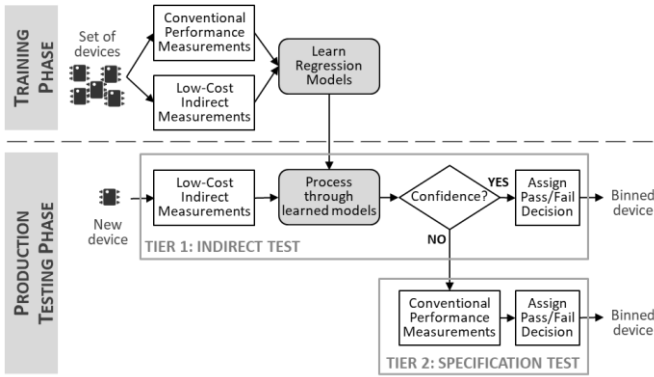 TRAINING
PHASE
Set of
devices
Conventional
Performance
Measurements
Low-Cost
Indirect
Measurements
Learn
Regression
Models
PRODUCTION
TESTING PHASE
New
device
Low-Cost
Indirect
Measurements
Process
through
learned models
Confidence?
YES
NO
Assign
Pass/Fail
Decision
Binned
device
TIER 1: INDIRECT TEST
Conventional
Performance
Measurements
Assign
Pass/Fail
Decision
Binned
device
TIER 2: SPECIFICATION TEST